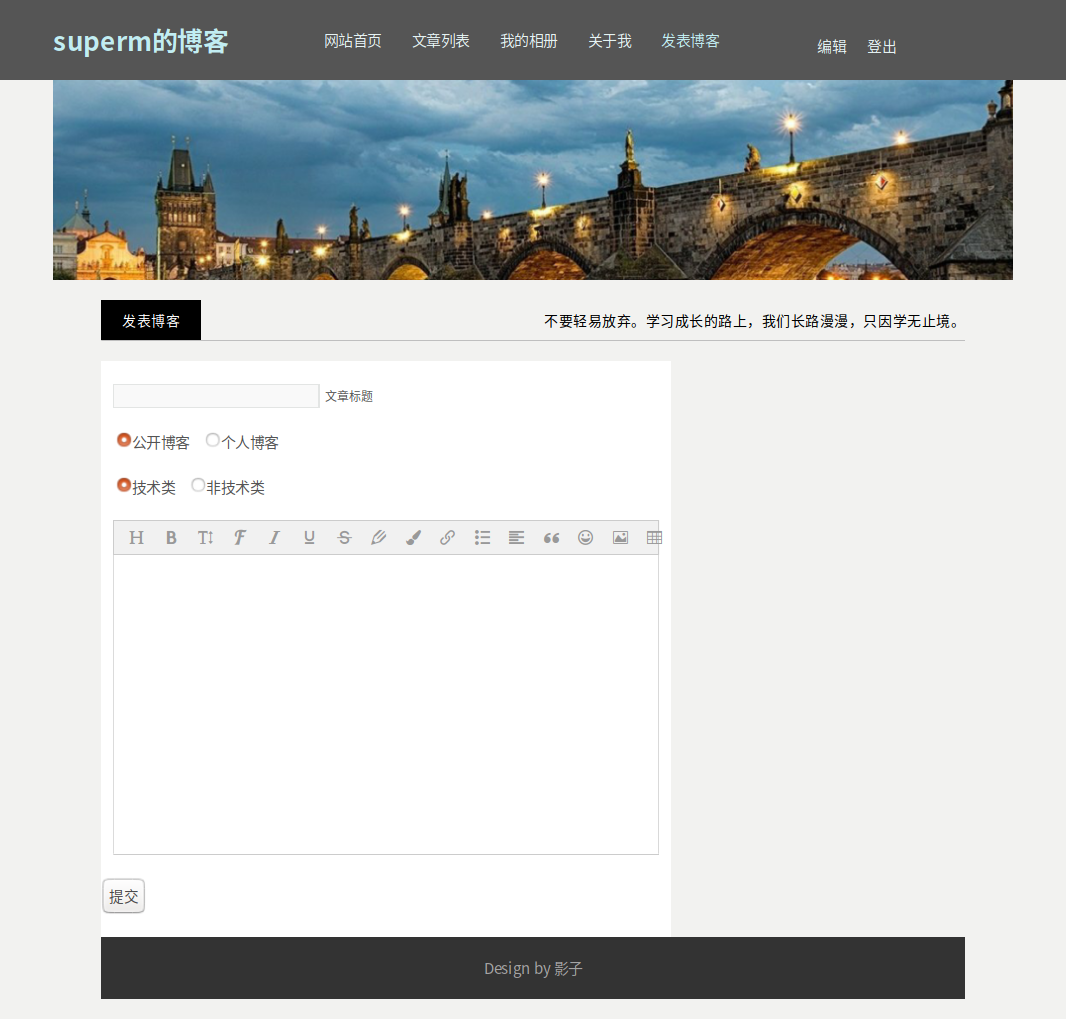 superm的博客 网站首页 文章列表 我的相册 关于我 发表博客 编辑 登出
发表博客 不要轻易放弃。学习成长的路上，我们长路漫漫，只因学无止境。
文章标题
公开博客 个人博客
技术类 非技术类
提交
Design by 影子